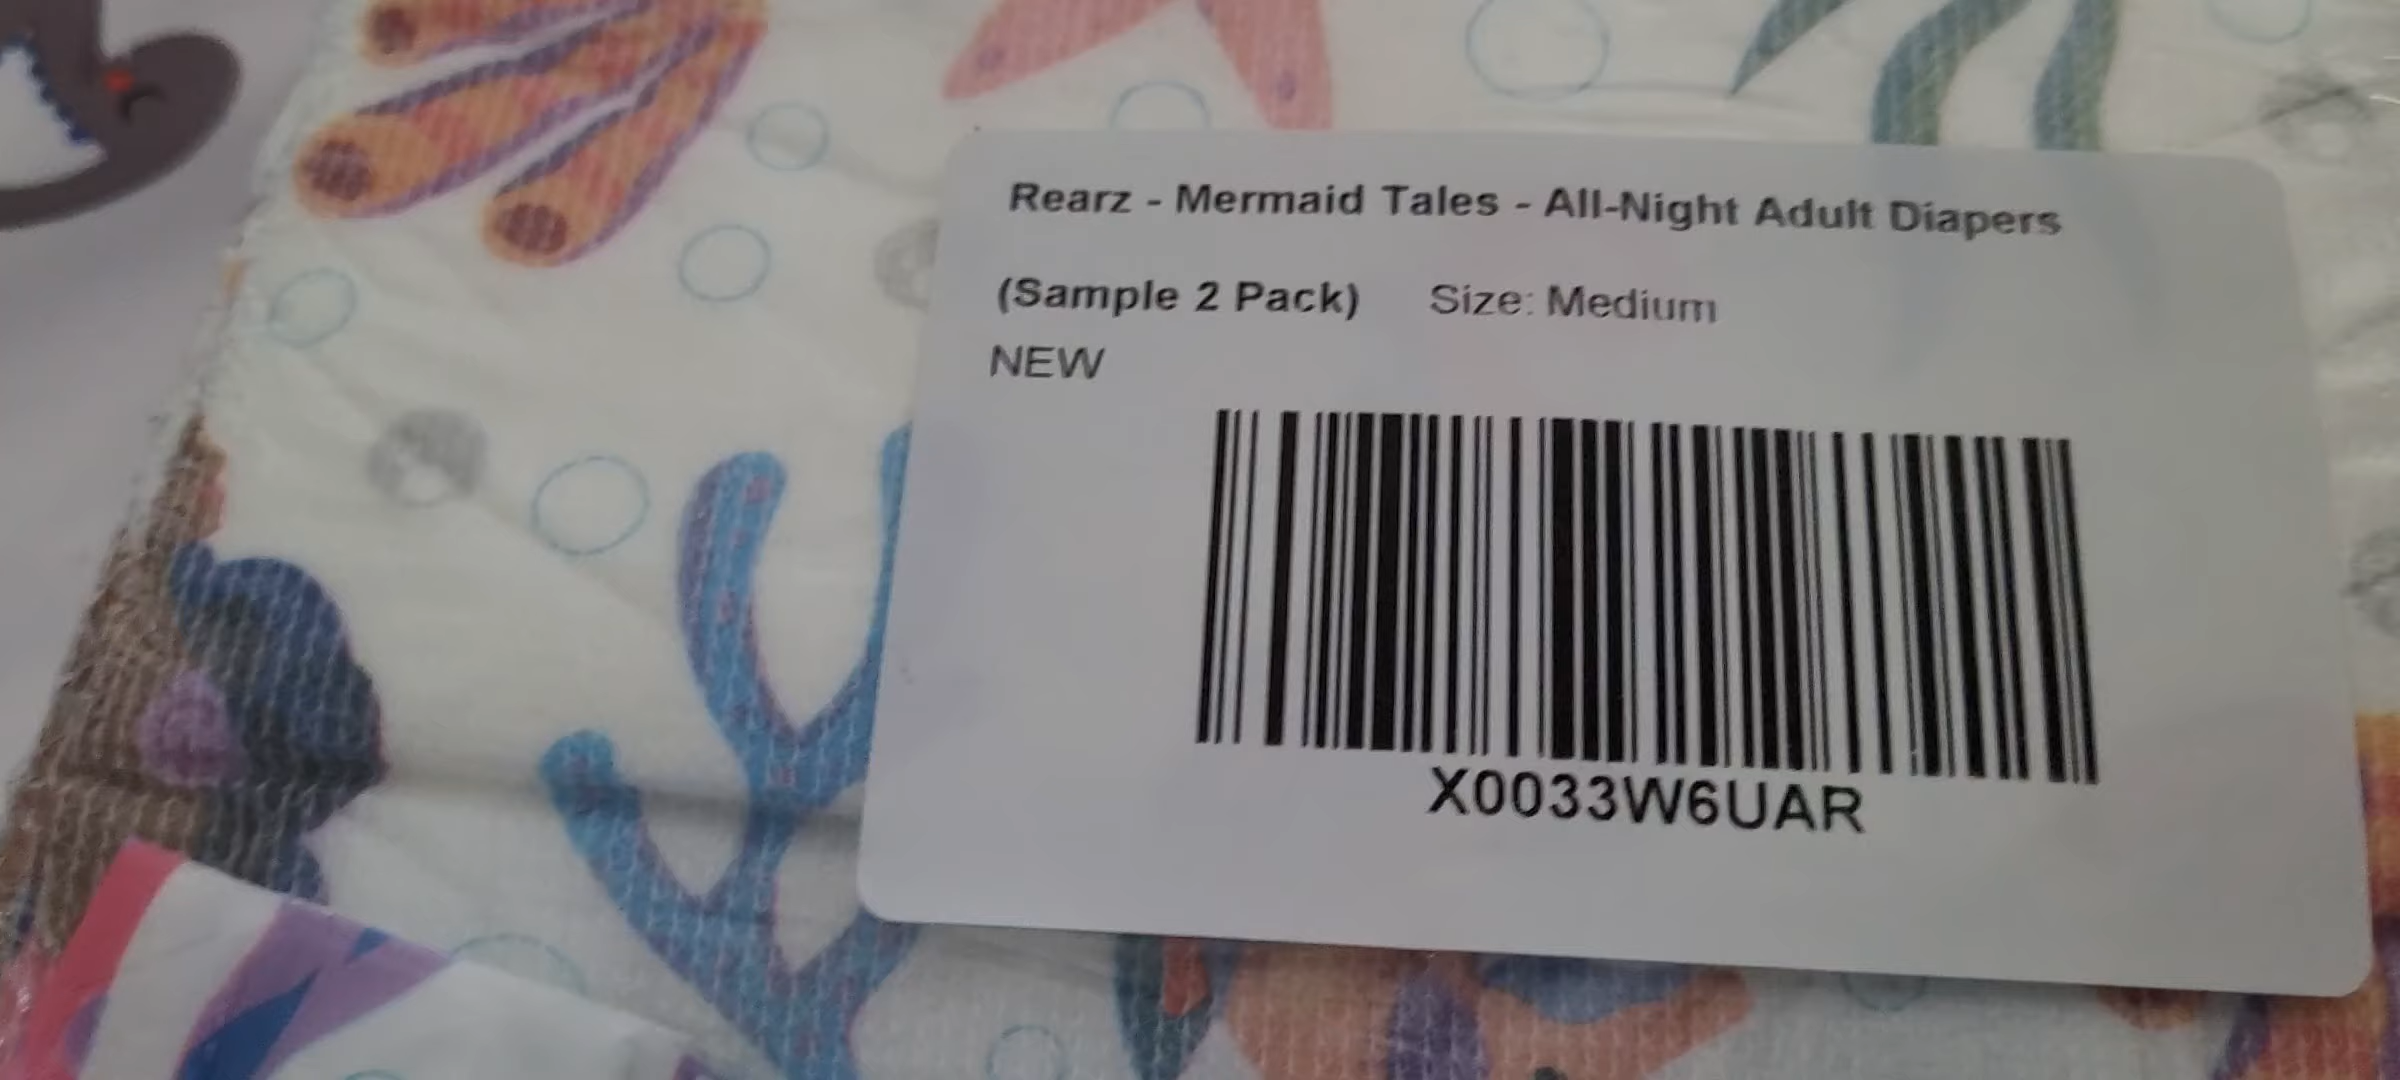 Rearz - Mermaid Tales - All-Night Adult Diapers
(Sample 2 Pack) Size: Medium
NEW
X0033W6UAR